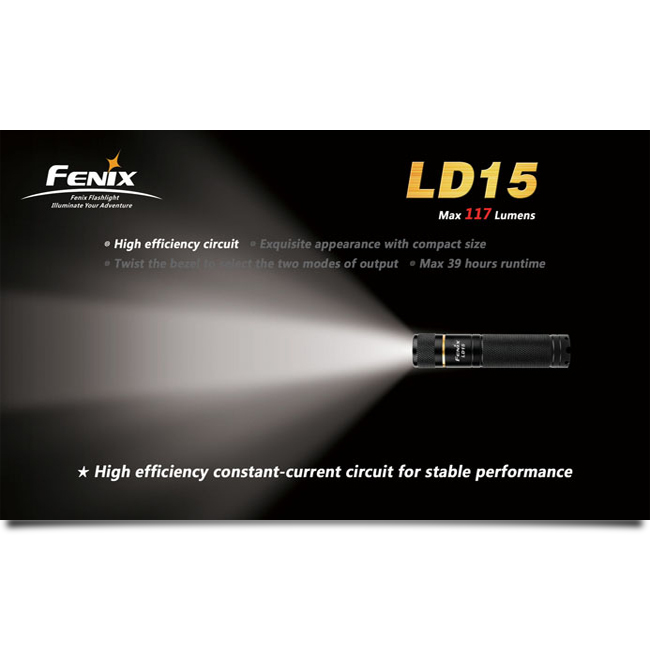 FENIX
Fenix Flashlight
Illuminate Your Adventure
LD15
Max 117 Lumens
High efficiency circuit Exquisite appearance with compact size
Twist the bezel to select the two modes of output Max 39 hours runtime
FENIX
LD15
★ High efficiency constant-current circuit for stable performance